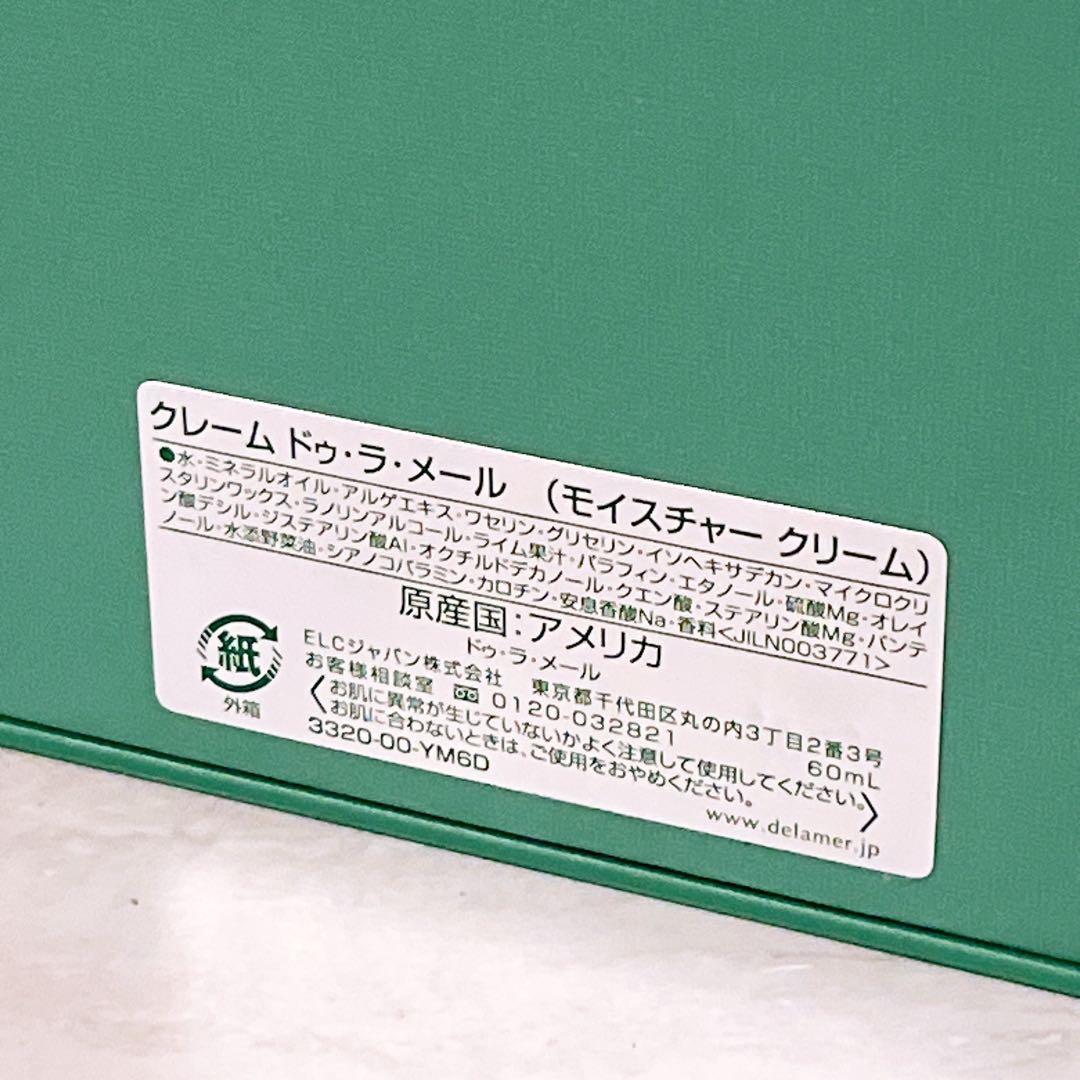 クレーム ドゥ・ラ・メール （モイスチャー クリーム）
●水・ミネラルオイル・アルゲエキス・ワセリン・グリセリン・イソヘキサデカン・マイクロクリ
スタリンワックス・ラノリンアルコール・ライム果汁・パラフィン・エタノール・硫酸Mg・オレイ
ン酸デシル・ジステアリン酸Al・オクチルドデカノール・クエン酸・ステアリン酸Mg・パンテ
ノール・水添野菜油・シアノコバラミン・カロチン・安息香酸Na・香料<JILN003771>
原産国：アメリカ
ドゥ・ラ・メール
ELCジャパン株式会社 東京都千代田区丸の内3丁目2番3号
お客様相談室 0120-032821 60mL
〈お肌に異常が生じていないかよく注意して使用してください。
お肌に合わないときは、ご使用をおやめください。〉
3320-00-YM6D
www.delamer.jp
紙
外箱